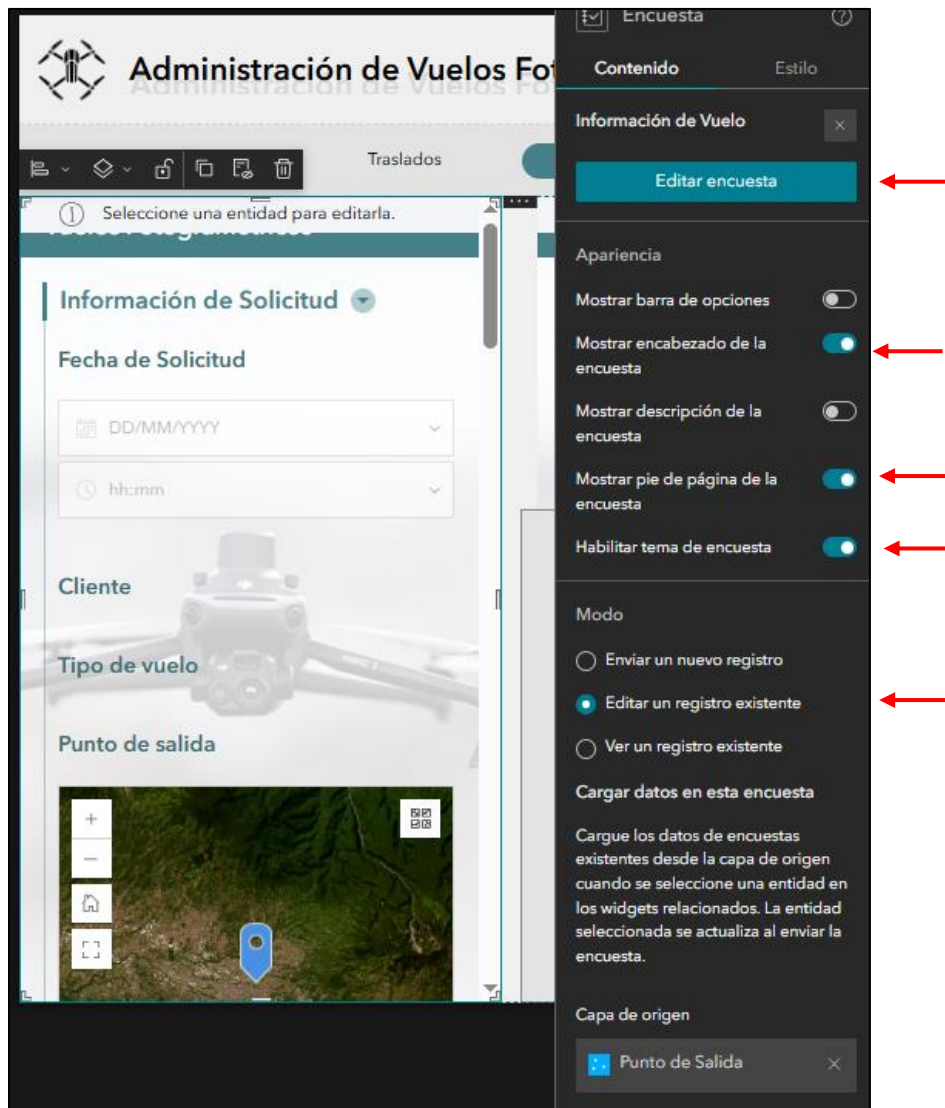 Encuesta
Administración de Vuelos Fot
Contenido
Estilo
Información de Vuelo
Editar encuesta
Traslados
Seleccione una entidad para editarla.
Vuelos Fotogramétricos
Información de Solicitud
Fecha de Solicitud
DD/MM/YYYY
hh:mm
Cliente
Tipo de vuelo
Punto de salida
Apariencia
Mostrar barra de opciones
Mostrar encabezado de la
encuesta
Mostrar descripción de la
encuesta
Mostrar pie de página de la
encuesta
Habilitar tema de encuesta
Modo
Enviar un nuevo registro
Editar un registro existente
Ver un registro existente
Cargar datos en esta encuesta
Cargue los datos de encuestas
existentes desde la capa de origen
cuando se seleccione una entidad en
los widgets relacionados. La entidad
seleccionada se actualiza al enviar la
encuesta.
Capa de origen
Punto de Salida